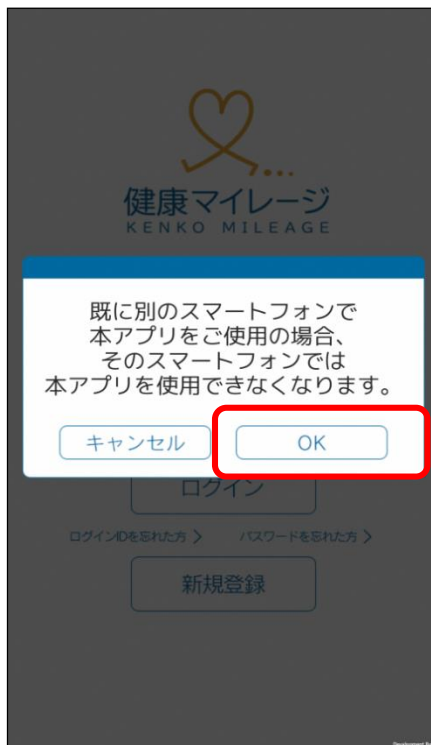 健康マイレージ
KENKO MILEAGE
既に別のスマートフォンで
本アプリをご使用の場合、
そのスマートフォンでは
本アプリを使用できなくなります。
キャンセル
OK
ログイン
ログインIDを忘れた方 >
パスワードを忘れた方 >
新規登録